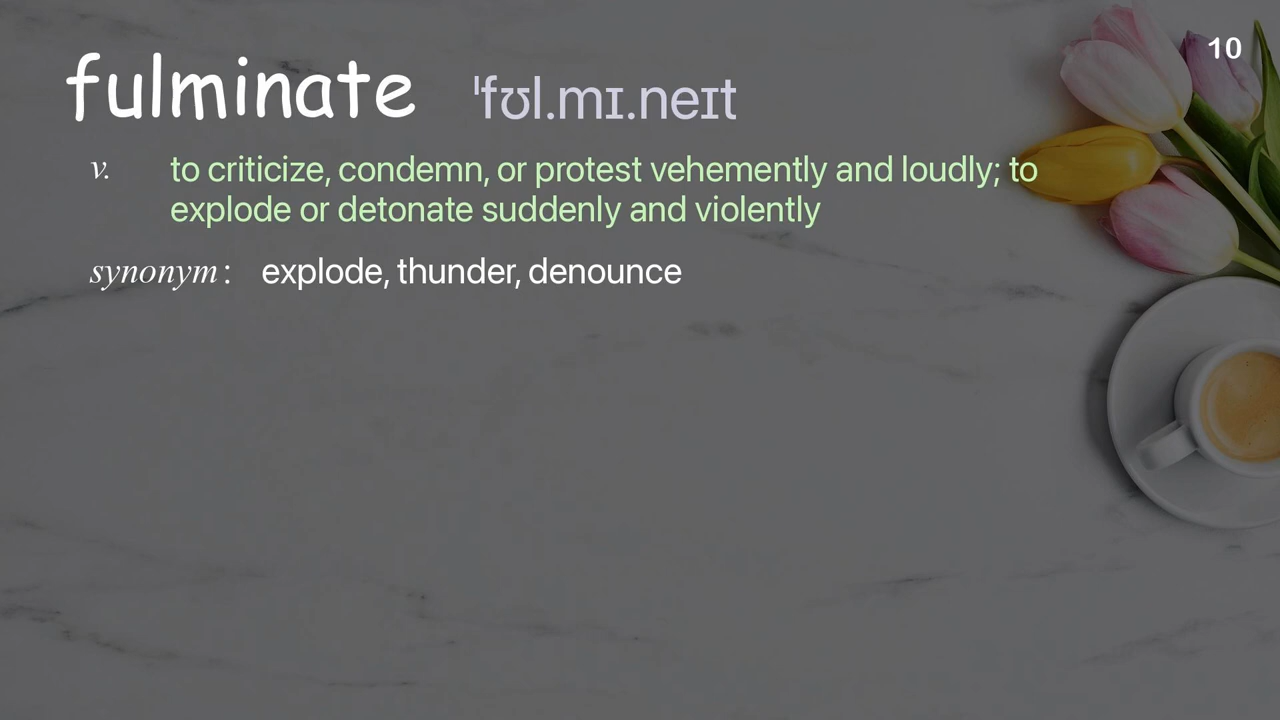 10
fulminate ˈfʊl.mɪ.neɪt
v. to criticize, condemn, or protest vehemently and loudly; to
explode or detonate suddenly and violently
synonym: explode, thunder, denounce